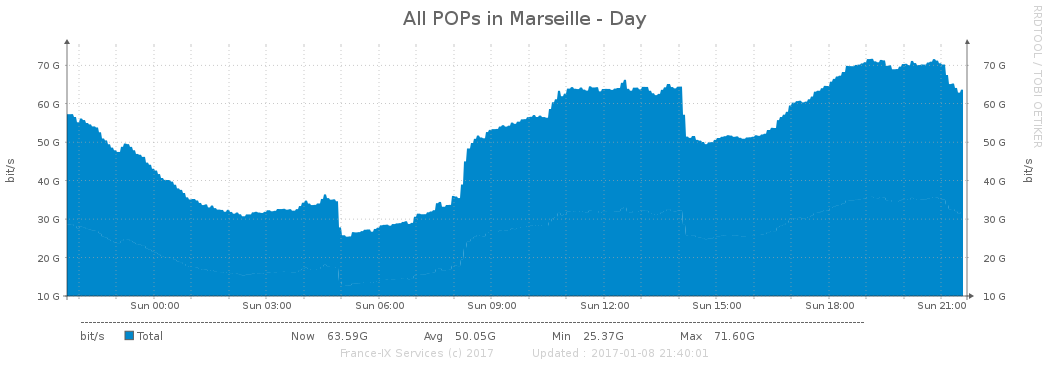 All POPs in Marseille - Day
RRDTOOL / TOBI OETIKER
bit/s
bit/s
70 G 70 G
60 G 60 G
50 G 50 G
40 G 40 G
30 G 30 G
20 G 20 G
10 G 10 G
Sun 00:00 Sun 03:00 Sun 06:00 Sun 09:00 Sun 12:00 Sun 15:00 Sun 18:00 Sun 21:00
bit/s Total Now 63.59G Avg 50.05G Min 25.37G Max 71.60G
France-IX Services (c) 2017 Updated : 2017-01-08 21:40:01